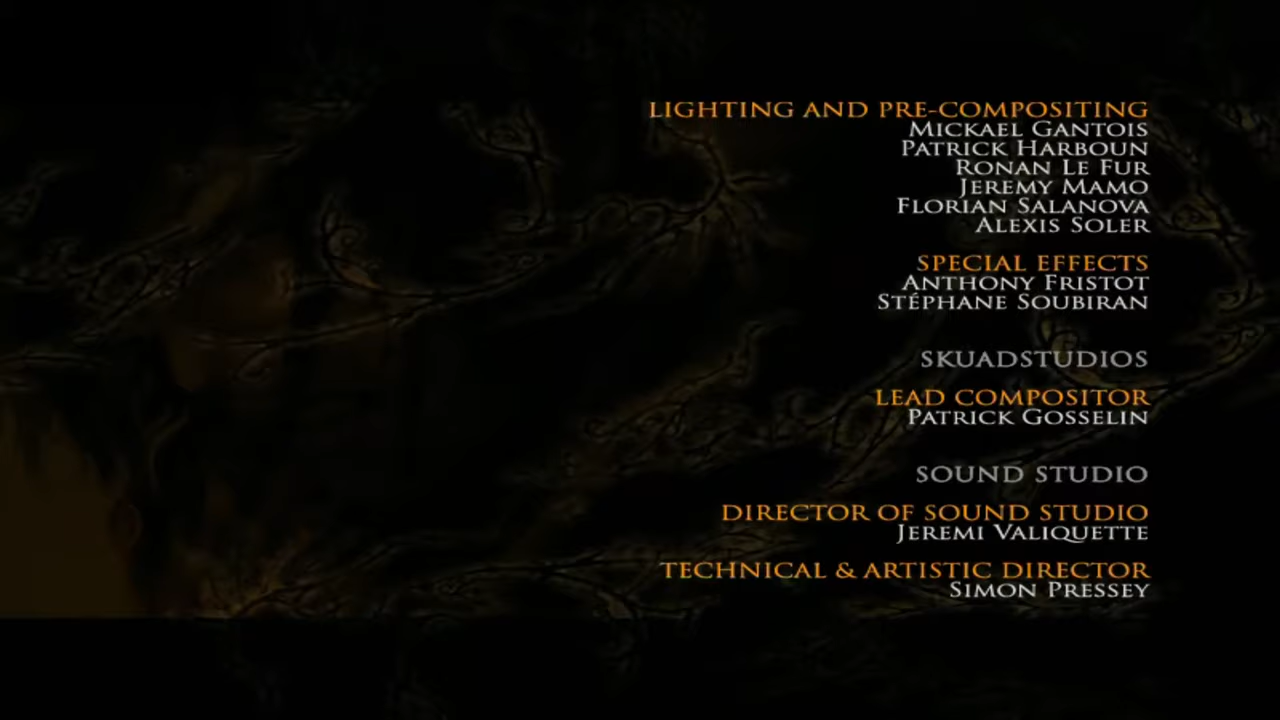 LIGHTING AND PRE-COMPOSITING
MICKAEL GANTOIS
PATRICK HARBOUN
RONAN LE FUR
JEREMY MAMO
FLORIAN SALANOVA
ALEXIS SOLER
SPECIAL EFFECTS
ANTHONY FRISTOT
STÉPHANE SOUBIRAN
SKUADSTUDIOS
LEAD COMPOSITOR
PATRICK GOSSELIN
SOUND STUDIO
DIRECTOR OF SOUND STUDIO
JEREMI VALIQUETTE
TECHNICAL & ARTISTIC DIRECTOR
SIMON PRESSEY